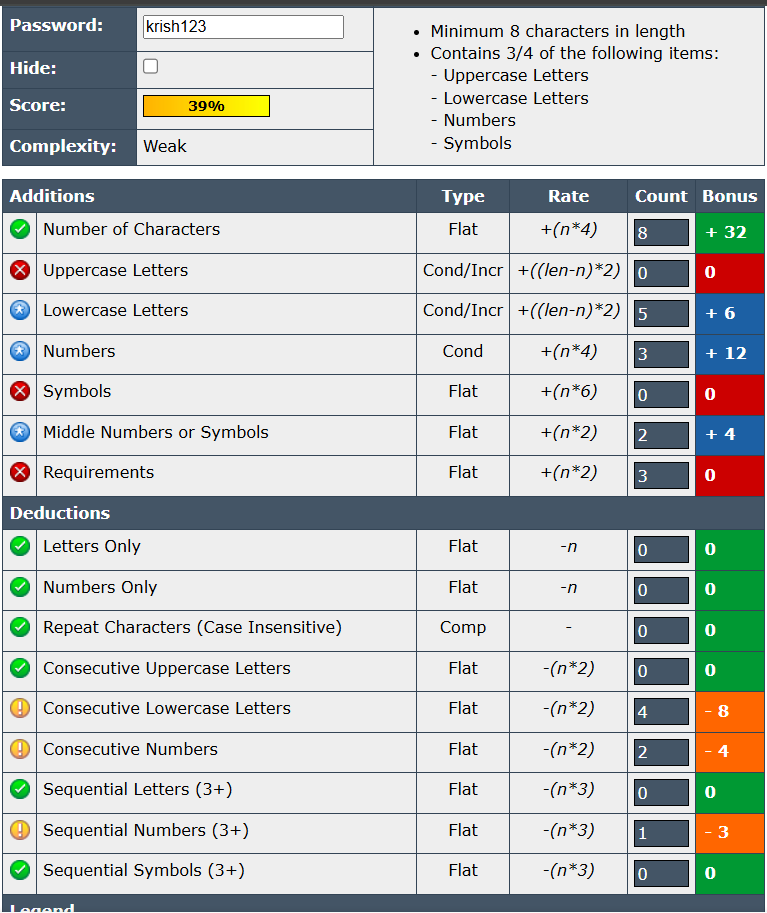 Password: krish123
• Minimum 8 characters in length
• Contains 3/4 of the following items:
- Uppercase Letters
- Lowercase Letters
- Numbers
- Symbols
Hide:
Score: 39%
Complexity: Weak
Additions Type Rate Count Bonus
Number of Characters Flat +(n*4) 8 + 32
Uppercase Letters Cond/Incr +((len-n)*2) 0 0
Lowercase Letters Cond/Incr +((len-n)*2) 5 + 6
Numbers Cond +(n*4) 3 + 12
Symbols Flat +(n*6) 0 0
Middle Numbers or Symbols Flat +(n*2) 2 + 4
Requirements Flat +(n*2) 3 0
Deductions
Letters Only Flat -n 0 0
Numbers Only Flat -n 0 0
Repeat Characters (Case Insensitive) Comp - 0 0
Consecutive Uppercase Letters Flat -(n*2) 0 0
Consecutive Lowercase Letters Flat -(n*2) 4 - 8
Consecutive Numbers Flat -(n*2) 2 - 4
Sequential Letters (3+) Flat -(n*3) 0 0
Sequential Numbers (3+) Flat -(n*3) 1 - 3
Sequential Symbols (3+) Flat -(n*3) 0 0
Legend